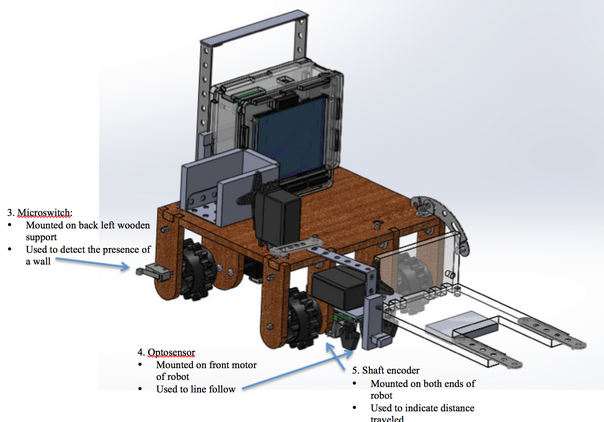 3. Microswitch:
• Mounted on back left wooden
support
• Used to detect the presence of
a wall
4. Optosensor
• Mounted on front motor
of robot
• Used to line follow
5. Shaft encoder
• Mounted on both ends of
robot
• Used to indicate distance
traveled